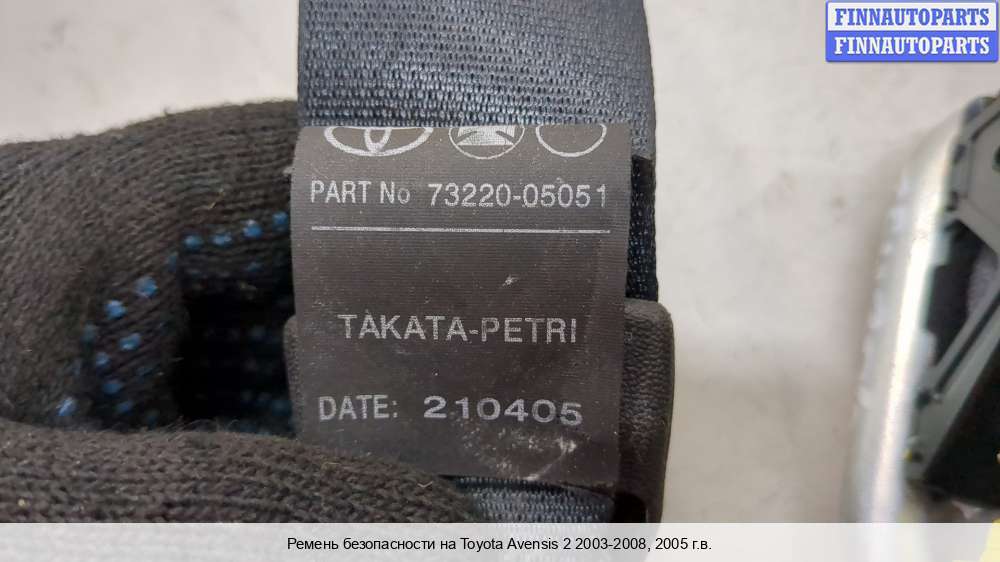 FINNAUTOPARTS
FINNAUTOPARTS
PART No 73220-05051
TAKATA-PETRI
DATE: 210405
Ремень безопасности на Toyota Avensis 2 2003-2008, 2005 г.в.